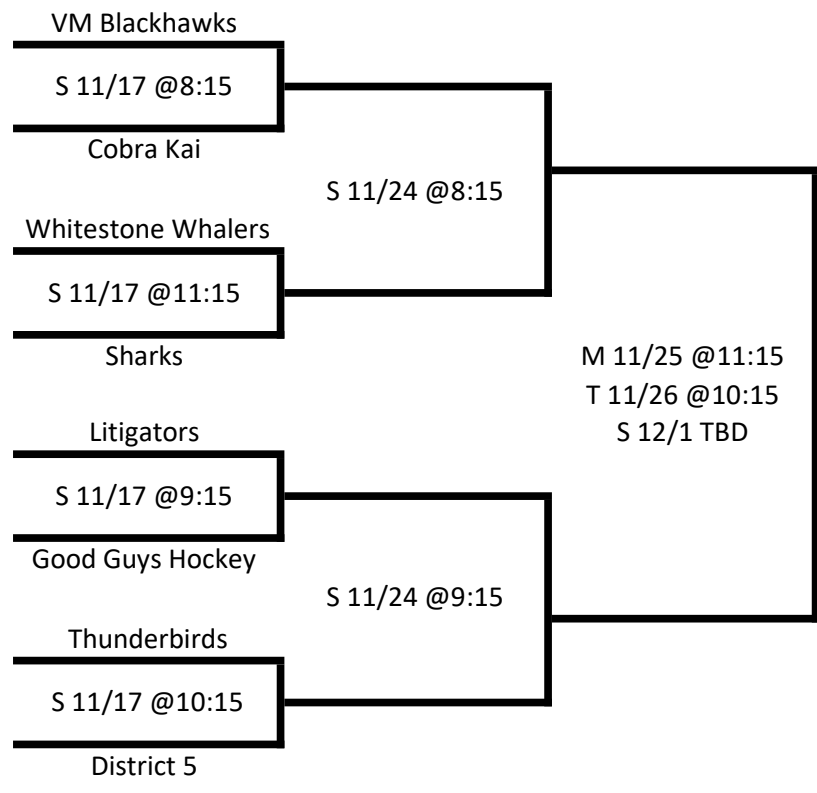 VM Blackhawks
S 11/17 @8:15
Cobra Kai
S 11/24 @8:15
Whitestone Whalers
S 11/17 @11:15
Sharks
M 11/25 @11:15
T 11/26 @10:15
S 12/1 TBD
Litigators
S 11/17 @9:15
Good Guys Hockey
S 11/24 @9:15
Thunderbirds
S 11/17 @10:15
District 5